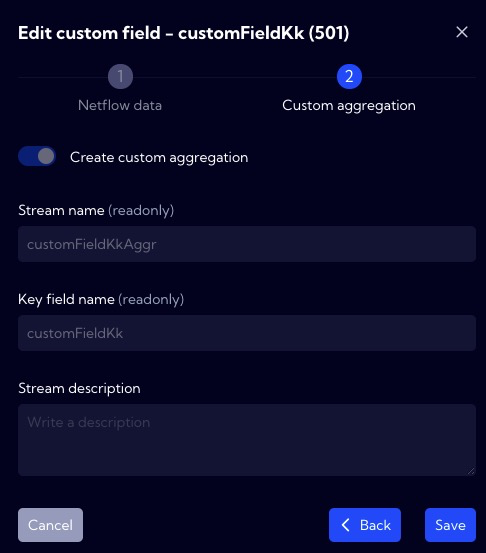 Edit custom field - customFieldKk (501)
1
2
Netflow data
Custom aggregation
Create custom aggregation
Stream name (readonly)
customFieldKkAggr
Key field name (readonly)
customFieldKk
Stream description
Write a description
Cancel
Back
Save